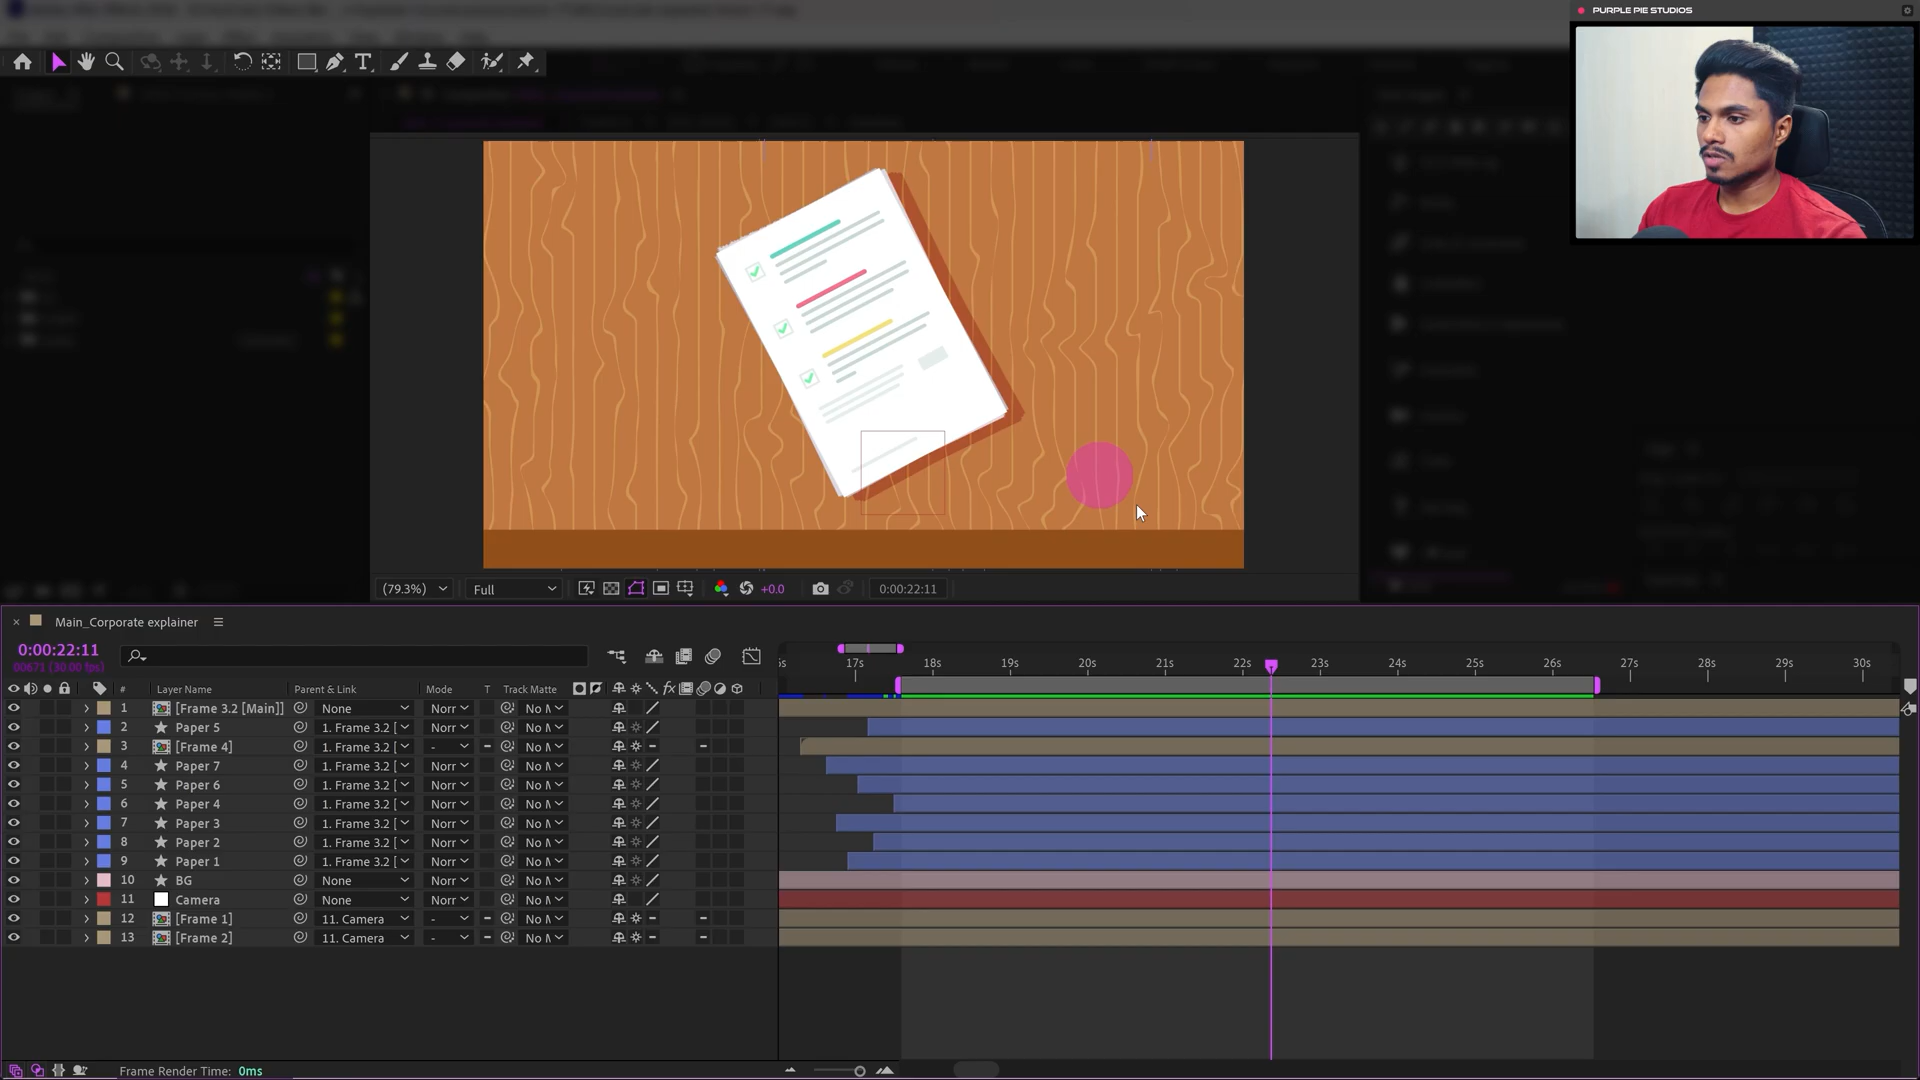 PURPLE PIE STUDIOS
T
(79.3%)
Full
+0.0
0:00:22:11
× Main_Corporate explainer
0:00:22:11
00671 (30.00 fps)
5s 17s 18s 19s 20s 21s 22s 23s 24s 25s 26s 27s 28s 29s 30s
# Layer Name Parent & Link Mode T Track Matte fx
1 [Frame 3.2 [Main]] None Norr No M
2 Paper 5 1. Frame 3.2 [ Norr No M
3 [Frame 4] 1. Frame 3.2 [ - No M
4 Paper 7 1. Frame 3.2 [ Norr No M
5 Paper 6 1. Frame 3.2 [ Norr No M
6 Paper 4 1. Frame 3.2 [ Norr No M
7 Paper 3 1. Frame 3.2 [ Norr No M
8 Paper 2 1. Frame 3.2 [ Norr No M
9 Paper 1 1. Frame 3.2 [ Norr No M
10 BG None Norr No M
11 Camera None Norr No M
12 [Frame 1] 11. Camera - No M
13 [Frame 2] 11. Camera - No M
Frame Render Time: 0ms